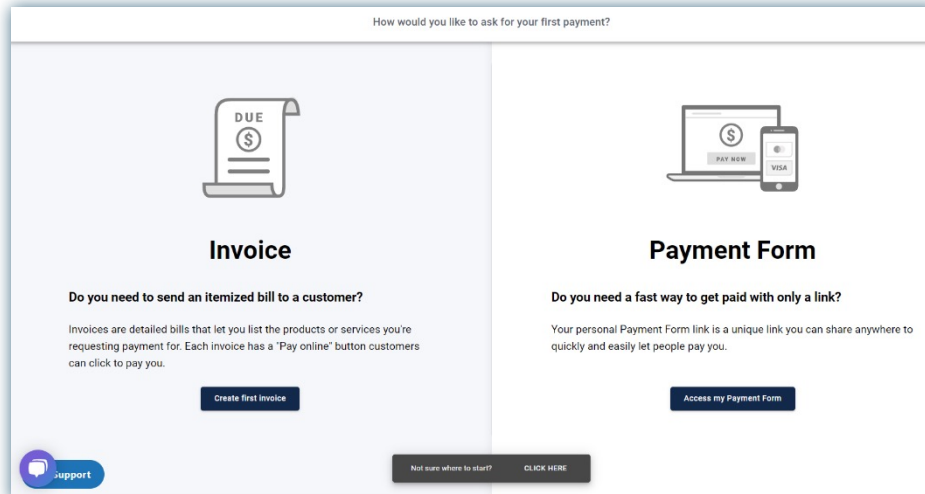 How would you like to ask for your first payment?
DUE
$
Invoice
Do you need to send an itemized bill to a customer?
Invoices are detailed bills that let you list the products or services you're
requesting payment for. Each invoice has a "Pay online" button customers
can click to pay you.
Create first invoice
$
PAY NOW
VISA
Payment Form
Do you need a fast way to get paid with only a link?
Your personal Payment Form link is a unique link you can share anywhere to
quickly and easily let people pay you.
Access my Payment Form
Support
Not sure where to start? CLICK HERE